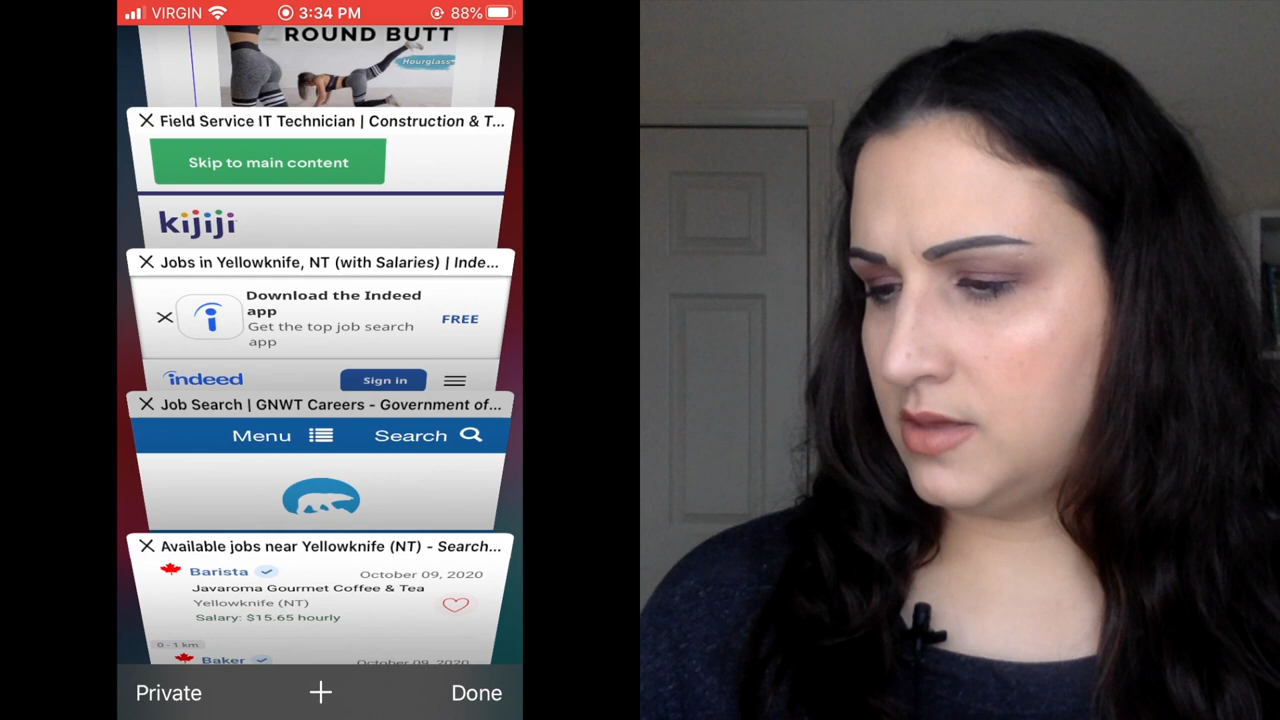 VIRGIN 3:34 PM 88%
ROUND BUTT
Hourglass
Field Service IT Technician | Construction & T...
Skip to main content
kijiji
Jobs in Yellowknife, NT (with Salaries) | Inde...
Download the Indeed
app
Get the top job search
app
FREE
indeed Sign in
Job Search | GNWT Careers - Government of...
Menu Search
Available jobs near Yellowknife (NT) - Search...
Barista October 09, 2020
Javaroma Gourmet Coffee & Tea
Yellowknife (NT)
Salary: $15.65 hourly
0 - 1 km
Baker October 09, 2020
Private + Done